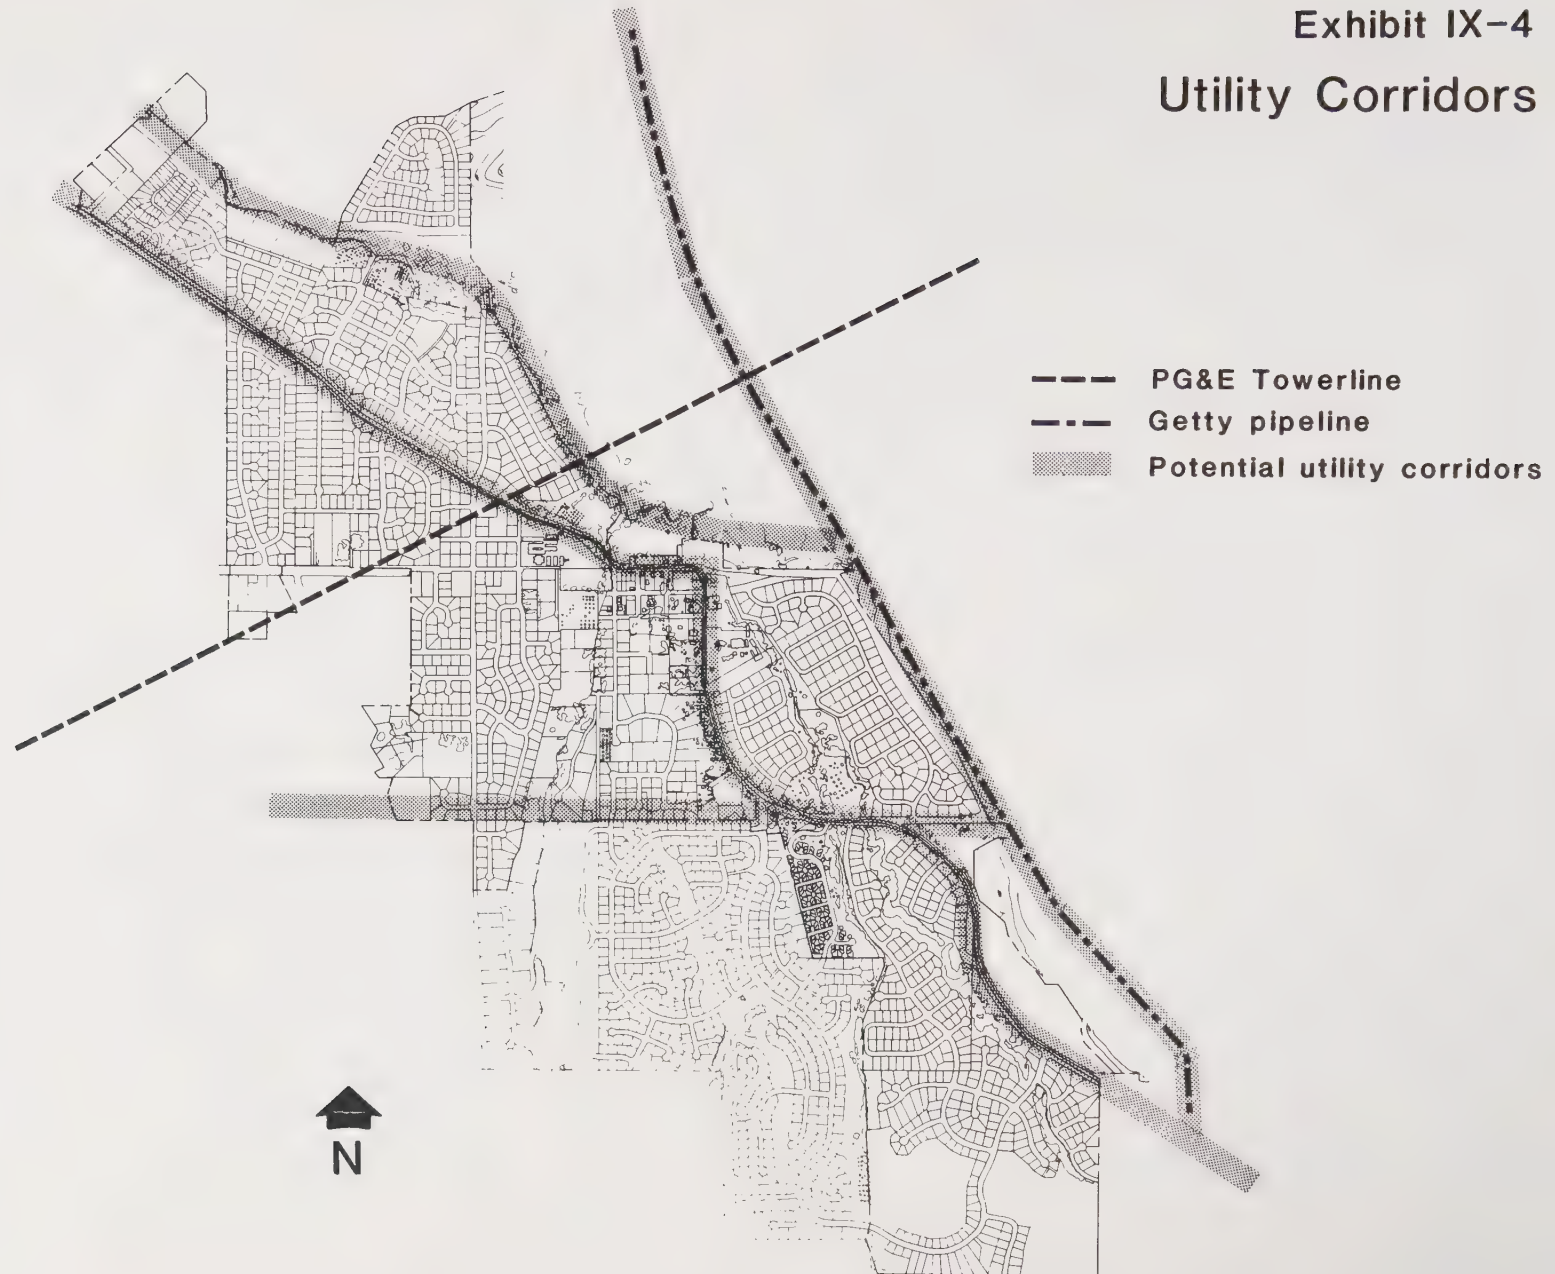 Exhibit IX-4
Utility Corridors
PG&E Towerline
Getty pipeline
Potential utility corridors
N